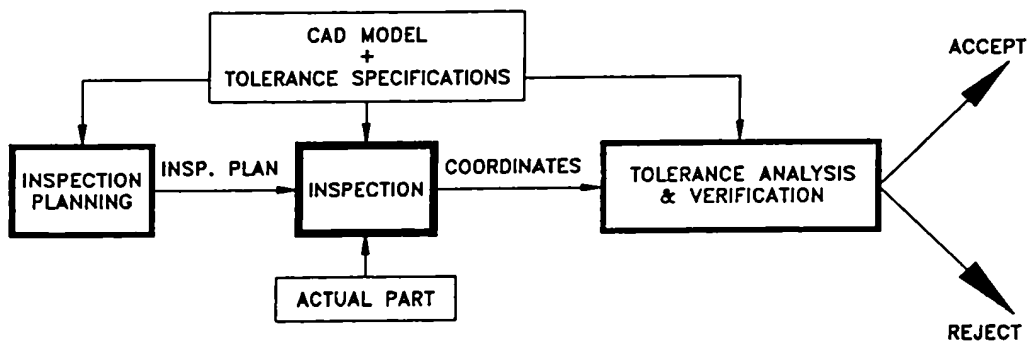 CAD MODEL
+
TOLERANCE SPECIFICATIONS
ACCEPT
INSPECTION
PLANNING
INSP. PLAN
INSPECTION
COORDINATES
TOLERANCE ANALYSIS
& VERIFICATION
ACTUAL PART
REJECT